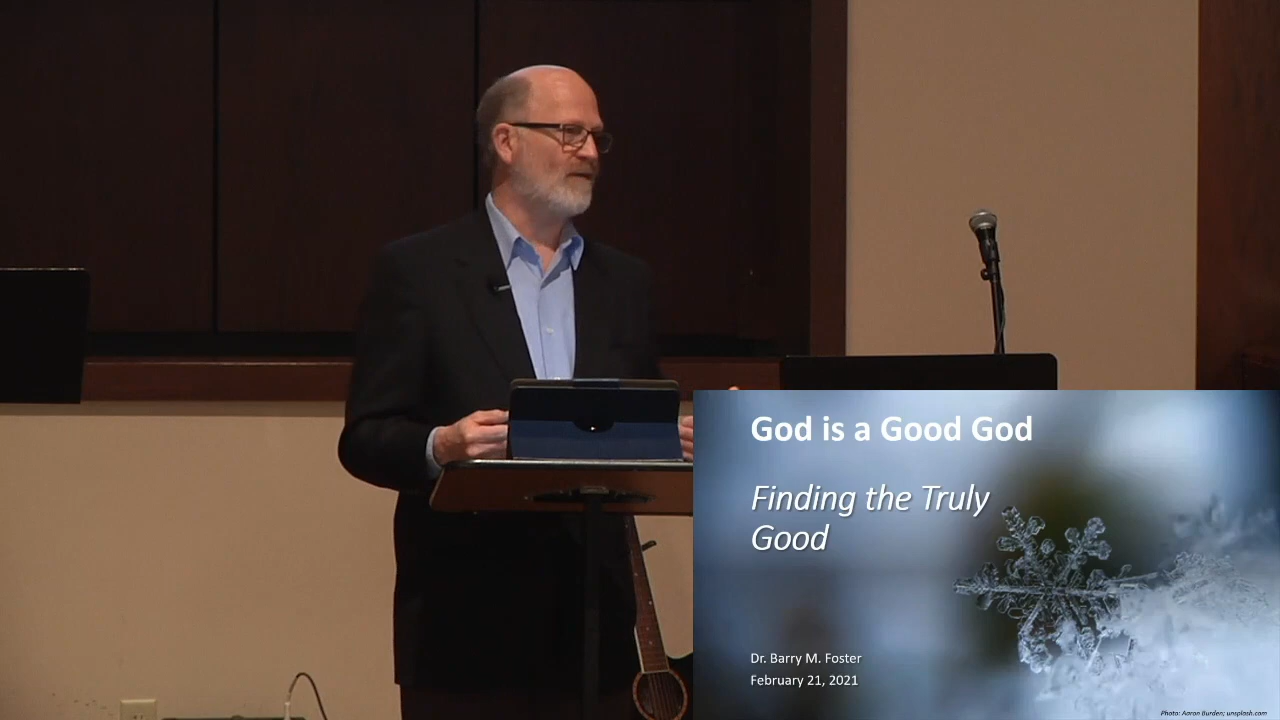 God is a Good God
Finding the Truly
Good
Dr. Barry M. Foster
February 21, 2021
Photo: Aaron Burden; unsplash.com